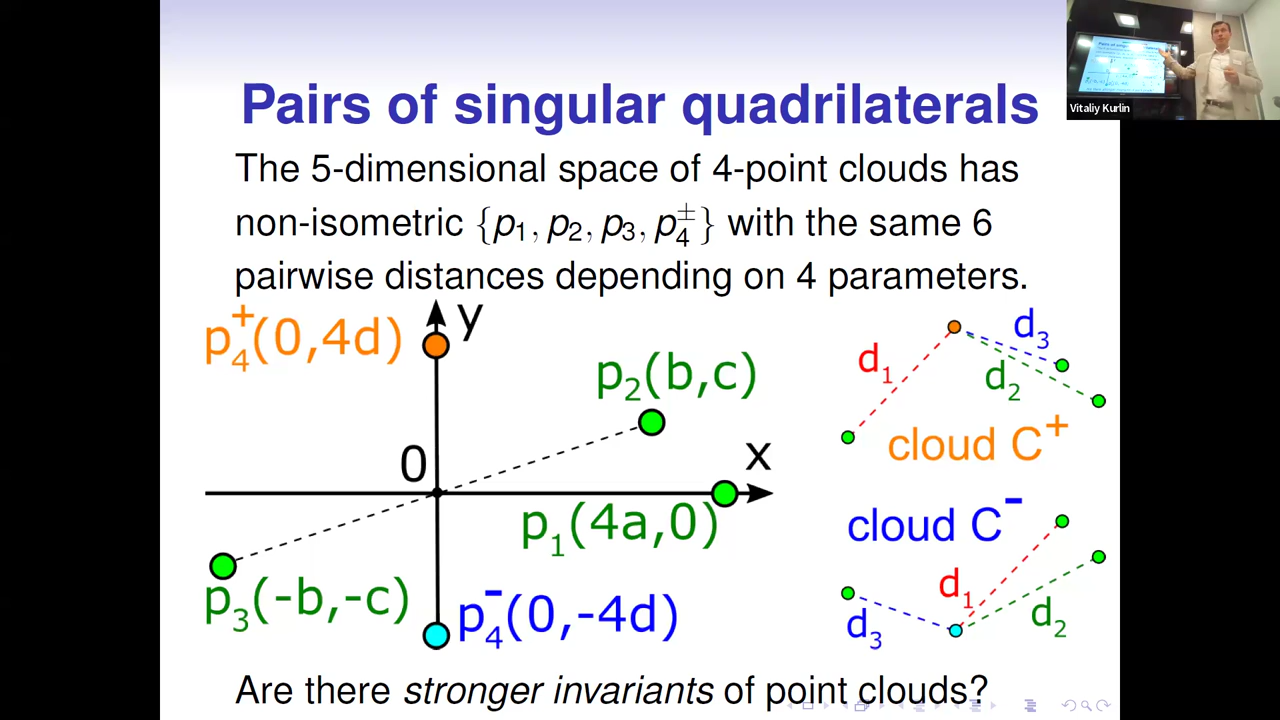 Pairs of singular quadrilaterals
Vitaliy Kurlin
The 5-dimensional space of 4-point clouds has
non-isometric {p₁, p₂, p₃, p₄±} with the same 6
pairwise distances depending on 4 parameters.
p₄⁺(0,4d)
y
p₂(b,c)
0
x
p₁(4a,0)
p₃(-b,-c)
p₄⁻(0,-4d)
d₃
d₁
d₂
cloud C⁺
cloud C⁻
d₁
d₃
d₂
Are there stronger invariants of point clouds?